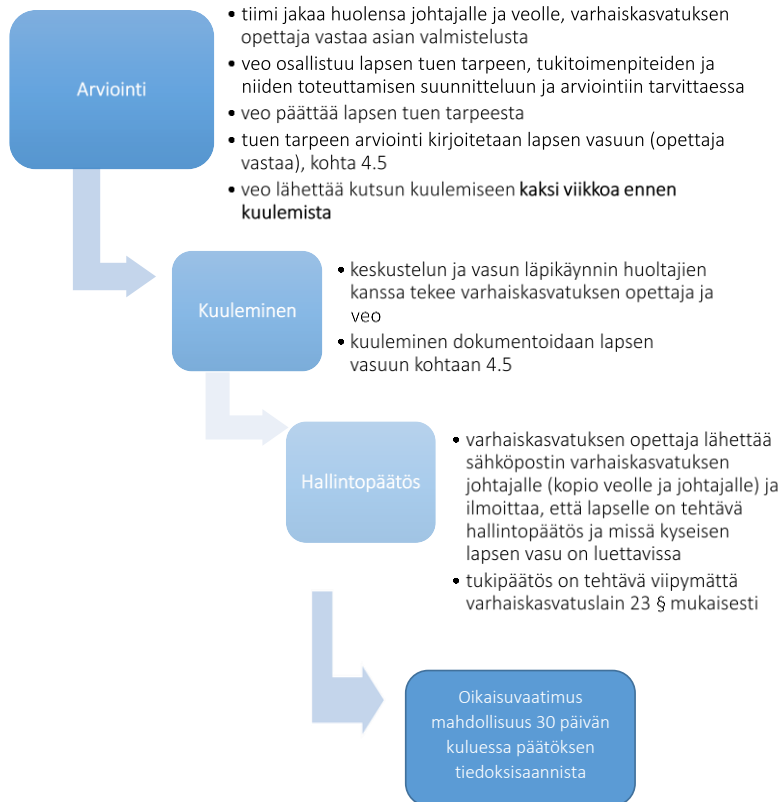 Arviointi
• tiimi jakaa huolensa johtajalle ja veolle, varhaiskasvatuksen
opettaja vastaa asian valmistelusta
• veo osallistuu lapsen tuen tarpeen, tukitoimenpiteiden ja
niiden toteuttamisen suunnitteluun ja arviointiin tarvittaessa
• veo päättää lapsen tuen tarpeesta
• tuen tarpeen arviointi kirjoitetaan lapsen vasuun (opettaja
vastaa), kohta 4.5
• veo lähettää kutsun kuulemiseen kaksi viikkoa ennen
kuulemista
Kuuleminen
• keskustelun ja vasun läpikäynnin huoltajien
kanssa tekee varhaiskasvatuksen opettaja ja
veo
• kuuleminen dokumentoidaan lapsen
vasuun kohtaan 4.5
Hallintopäätös
• varhaiskasvatuksen opettaja lähettää
sähköpostin varhaiskasvatuksen
johtajalle (kopio veolle ja johtajalle) ja
ilmoittaa, että lapselle on tehtävä
hallintopäätös ja missä kyseisen
lapsen vasu on luettavissa
• tukipäätös on tehtävä viipymättä
varhaiskasvatuslain 23 § mukaisesti
Oikaisuvaatimus
mahdollisuus 30 päivän
kuluessa päätöksen
tiedoksisaannista